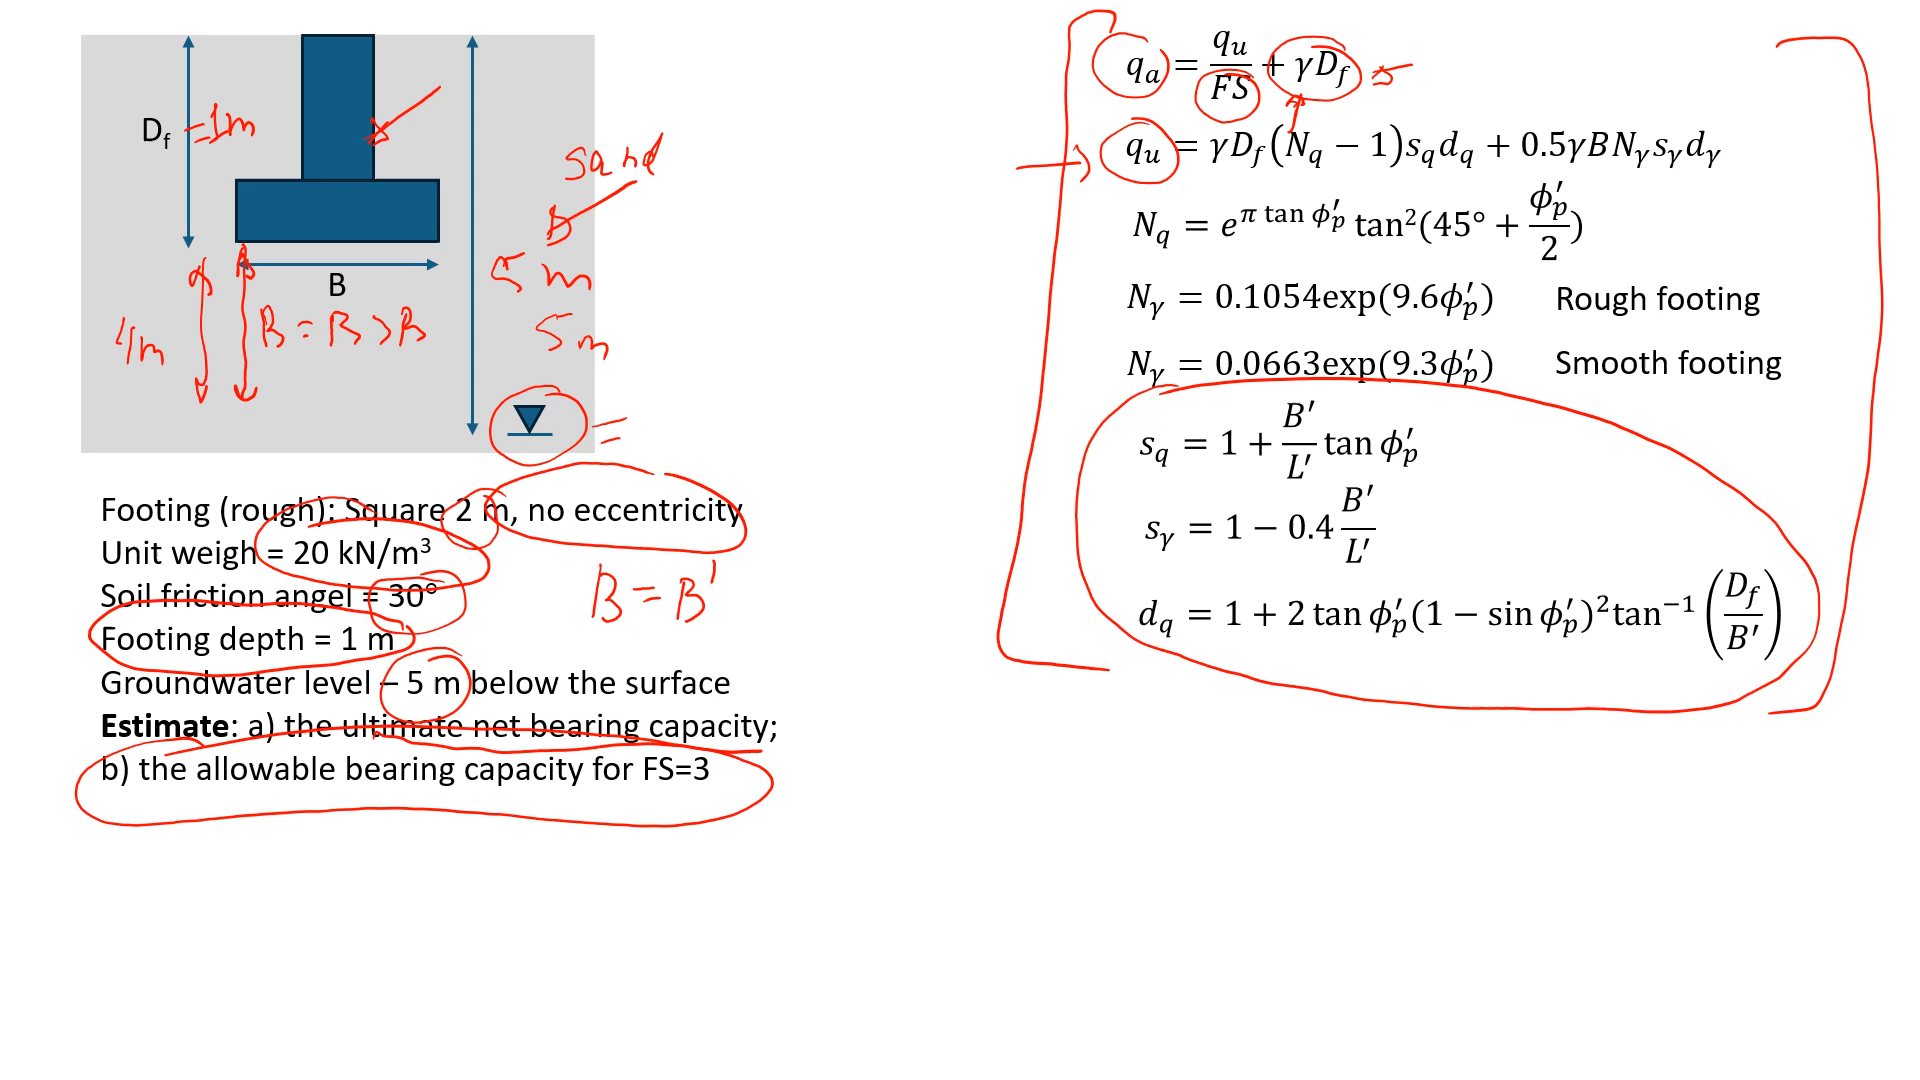 D_f = 1m
sand
5 m
B
4m
B = B > B
5m
Footing (rough): Square 2 m, no eccentricity
Unit weigh = 20 kN/m³
Soil friction angel = 30°
B = B'
Footing depth = 1 m
Groundwater level – 5 m below the surface
Estimate: a) the ultimate net bearing capacity;
b) the allowable bearing capacity for FS=3
q_a = q_u / FS + γD_f
q_u = γD_f(N_q − 1)s_q d_q + 0.5γBN_γ s_γ d_γ
N_q = e^{π tan ϕ'_p} tan²(45° + ϕ'_p / 2)
N_γ = 0.1054exp(9.6ϕ'_p) Rough footing
N_γ = 0.0663exp(9.3ϕ'_p) Smooth footing
s_q = 1 + B'/L' tan ϕ'_p
s_γ = 1 − 0.4 B'/L'
d_q = 1 + 2 tan ϕ'_p(1 − sin ϕ'_p)² tan⁻¹(D_f / B')